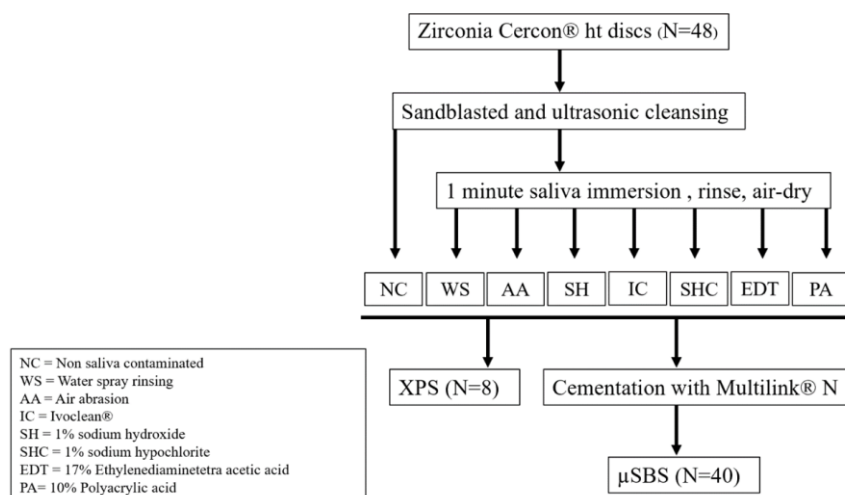 Zirconia Cercon® ht discs (N=48)
Sandblasted and ultrasonic cleansing
1 minute saliva immersion , rinse, air-dry
NC WS AA SH IC SHC EDT PA
XPS (N=8) Cementation with Multilink® N
µSBS (N=40)
NC = Non saliva contaminated
WS = Water spray rinsing
AA = Air abrasion
IC = Ivoclean®
SH = 1% sodium hydroxide
SHC = 1% sodium hypochlorite
EDT = 17% Ethylenediaminetetra acetic acid
PA= 10% Polyacrylic acid